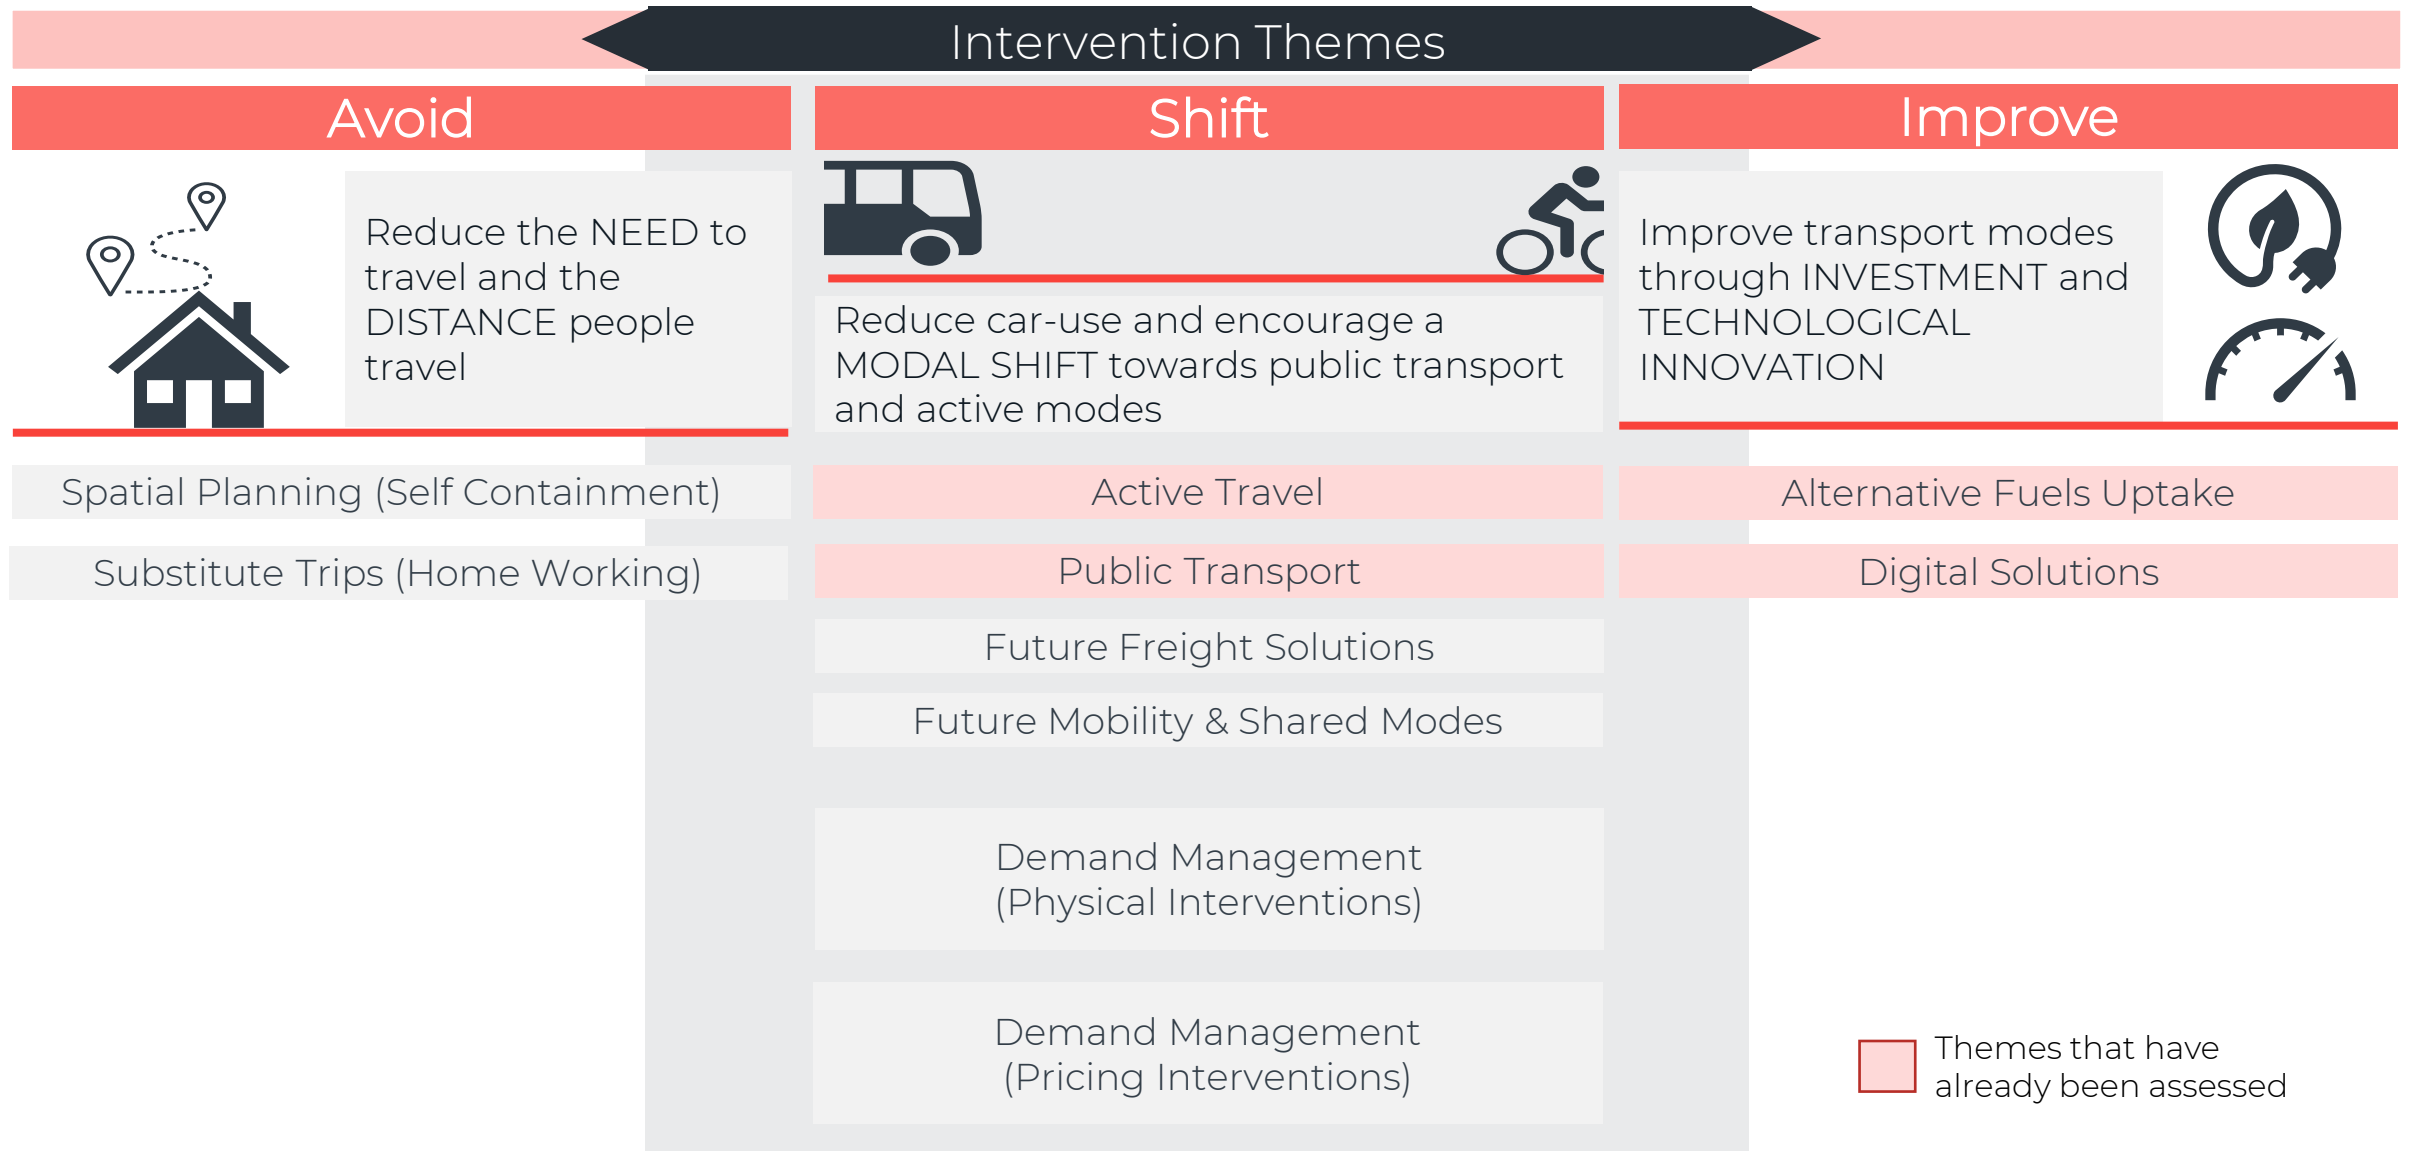 Intervention Themes
Avoid
Reduce the NEED to
travel and the
DISTANCE people
travel
Spatial Planning (Self Containment)
Substitute Trips (Home Working)
Shift
Reduce car-use and encourage a
MODAL SHIFT towards public transport
and active modes
Active Travel
Public Transport
Future Freight Solutions
Future Mobility & Shared Modes
Demand Management
(Physical Interventions)
Demand Management
(Pricing Interventions)
Improve
Improve transport modes
through INVESTMENT and
TECHNOLOGICAL
INNOVATION
Alternative Fuels Uptake
Digital Solutions
Themes that have
already been assessed